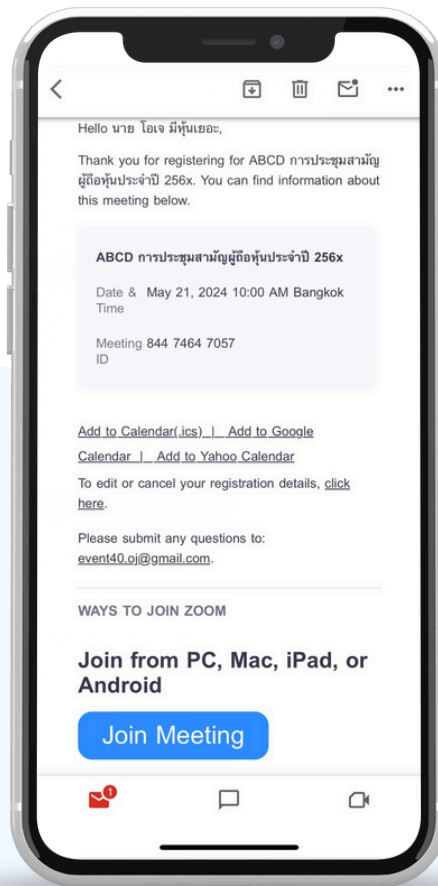 Hello นาย โอเจ มีหุ้นเยอะ,
Thank you for registering for ABCD การประชุมสามัญ
ผู้ถือหุ้นประจำปี 256x. You can find information about
this meeting below.
ABCD การประชุมสามัญผู้ถือหุ้นประจำปี 256x
Date & May 21, 2024 10:00 AM Bangkok
Time
Meeting 844 7464 7057
ID
Add to Calendar(.ics) | Add to Google
Calendar | Add to Yahoo Calendar
To edit or cancel your registration details, click
here.
Please submit any questions to:
event40.oj@gmail.com.
WAYS TO JOIN ZOOM
Join from PC, Mac, iPad, or
Android
Join Meeting
1